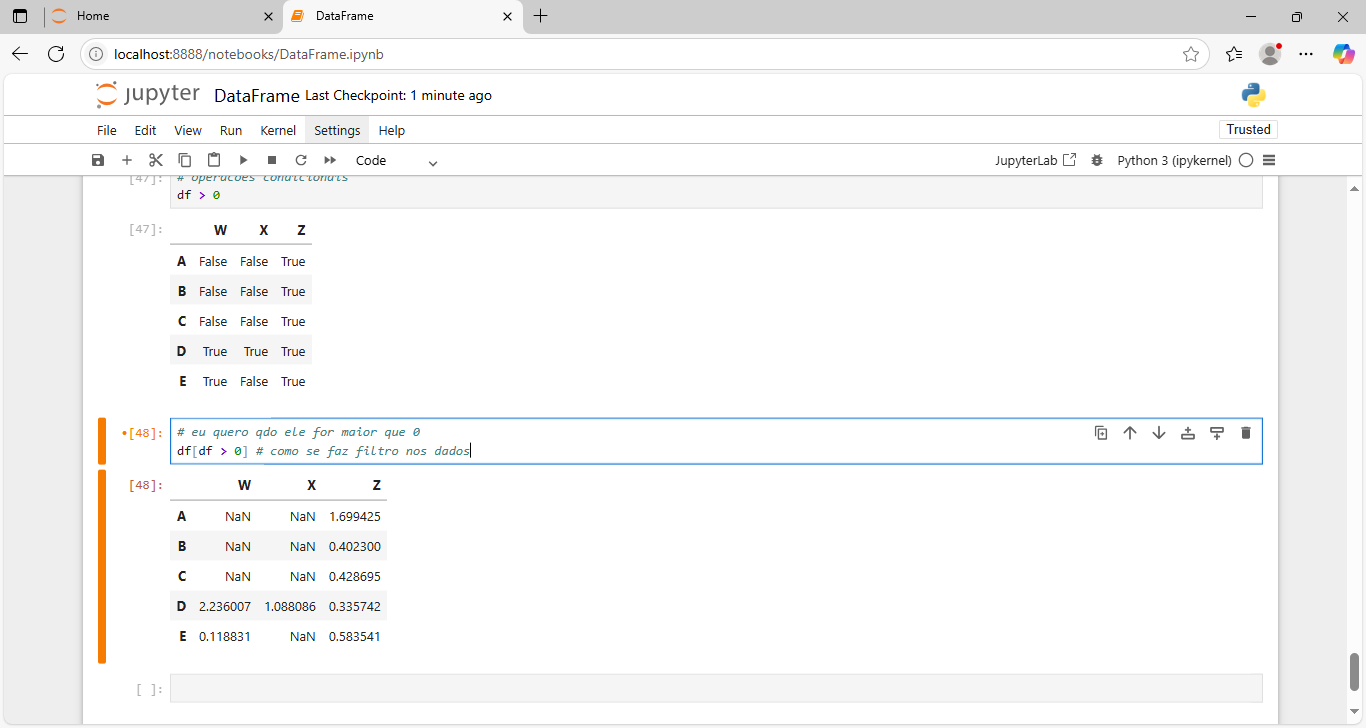 Home
DataFrame
localhost:8888/notebooks/DataFrame.ipynb
jupyter DataFrame Last Checkpoint: 1 minute ago
File Edit View Run Kernel Settings Help
Trusted
Code
JupyterLab Python 3 (ipykernel)
[47]: # operacoes condicionais
df > 0
[47]:
W X Z
A False False True
B False False True
C False False True
D True True True
E True False True
•[48]: # eu quero qdo ele for maior que 0
df[df > 0] # como se faz filtro nos dados
[48]:
W X Z
A NaN NaN 1.699425
B NaN NaN 0.402300
C NaN NaN 0.428695
D 2.236007 1.088086 0.335742
E 0.118831 NaN 0.583541
[ ]: